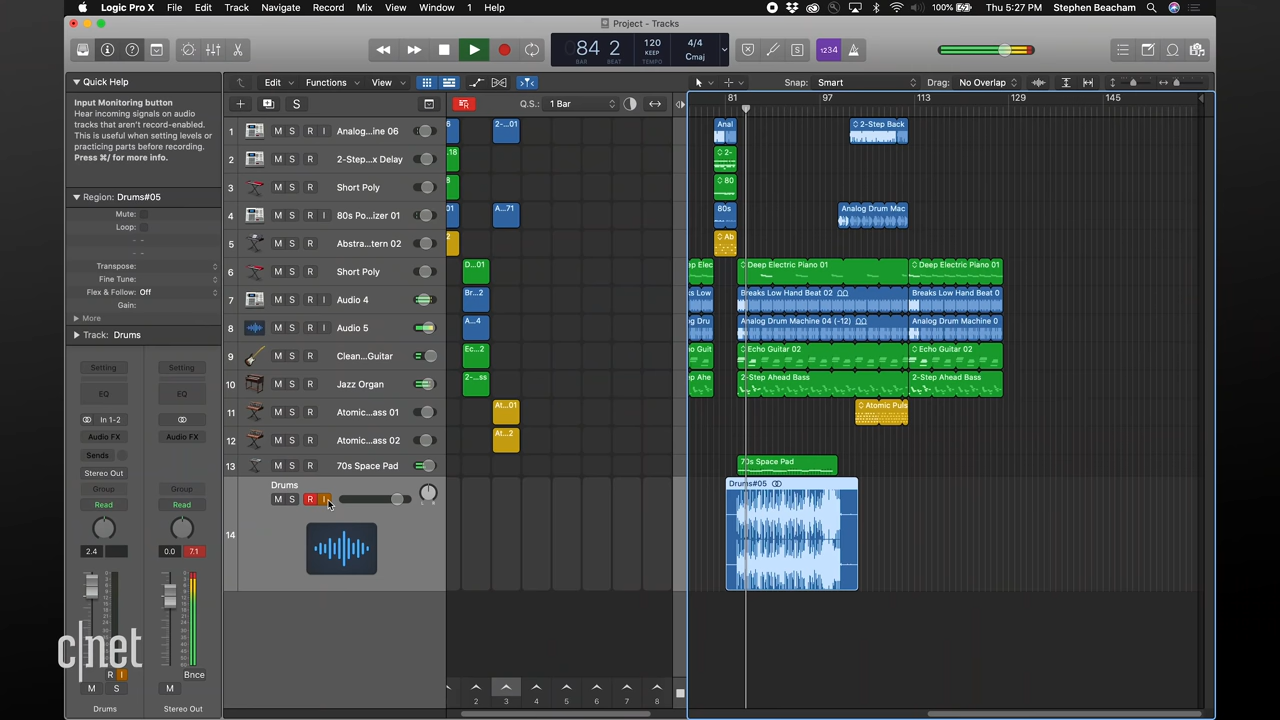 Logic Pro X File Edit Track Navigate Record Mix View Window 1 Help 100% Thu 5:27 PM Stephen Beacham
Project - Tracks
84 2 120 4/4
KEEP Cmaj
BAR BEAT TEMPO
1234
Quick Help
Edit Functions View Snap: Smart Drag: No Overlap
Input Monitoring button
Hear incoming signals on audio
tracks that aren't record-enabled.
This is useful when setting levels or
practicing parts before recording.
Press ⌘/ for more info.
S Q.S.: 1 Bar 81 97 113 129 145
Region: Drums#05
Mute:
Loop:
Transpose:
Fine Tune:
Flex & Follow: Off
Gain:
More
Track: Drums
1 M S R I Analog...ine 06 6 2-...01 Anal 2-Step Back
2 M S R 2-Step...x Delay .18 2-
3 M S R Short Poly 8 80
4 M S R I 80s Po...izer 01 01 A...71 80s Analog Drum Mac
5 M S R Abstra...tern 02 2 Ab
6 M S R Short Poly D...01 p Elec Deep Electric Piano 01 Deep Electric Piano 01
7 M S R I Audio 4 Br...2 ks Low Breaks Low Hand Beat 02 Breaks Low Hand Beat 0
8 M S R I Audio 5 A...4 og Dru Analog Drum Machine 04 (-12) Analog Drum Machine 0
9 M S R Clean...Guitar Ec...2 o Guit Echo Guitar 02 Echo Guitar 02
10 M S R Jazz Organ 2-...ss p Ahe 2-Step Ahead Bass 2-Step Ahead Bass
11 M S R Atomic...ass 01 At...01 Atomic Puls
12 M S R Atomic...ass 02 At...2
13 M S R 70s Space Pad 70s Space Pad
Drums Drums#05
M S R I
L R
14
Setting Setting
EQ EQ
In 1-2
Audio FX Audio FX
Sends
Stereo Out
Group Group
Read Read
2.4 0.0 7.1
c|net
R I Bnce
M S M
Drums Stereo Out
2 3 4 5 6 7 8